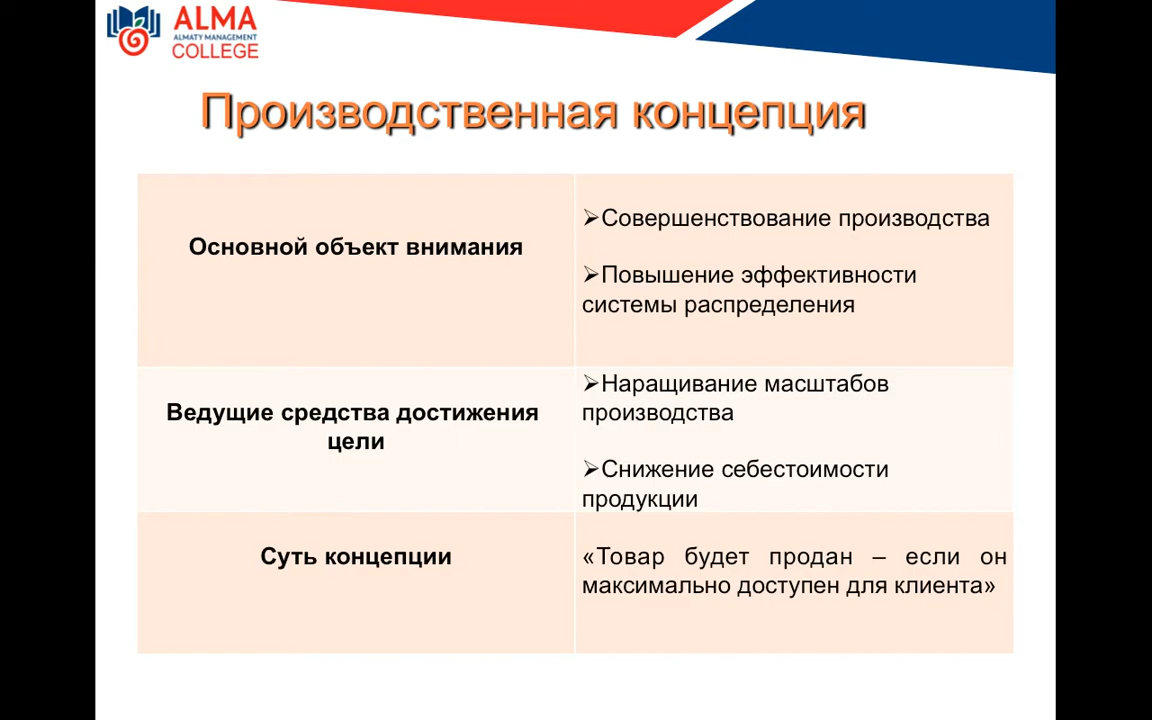 ALMA
ALMATY MANAGEMENT
COLLEGE
Производственная концепция
Основной объект внимания
➢Совершенствование производства
➢Повышение эффективности
системы распределения
Ведущие средства достижения
цели
➢Наращивание масштабов
производства
➢Снижение себестоимости
продукции
Суть концепции
«Товар будет продан – если он
максимально доступен для клиента»